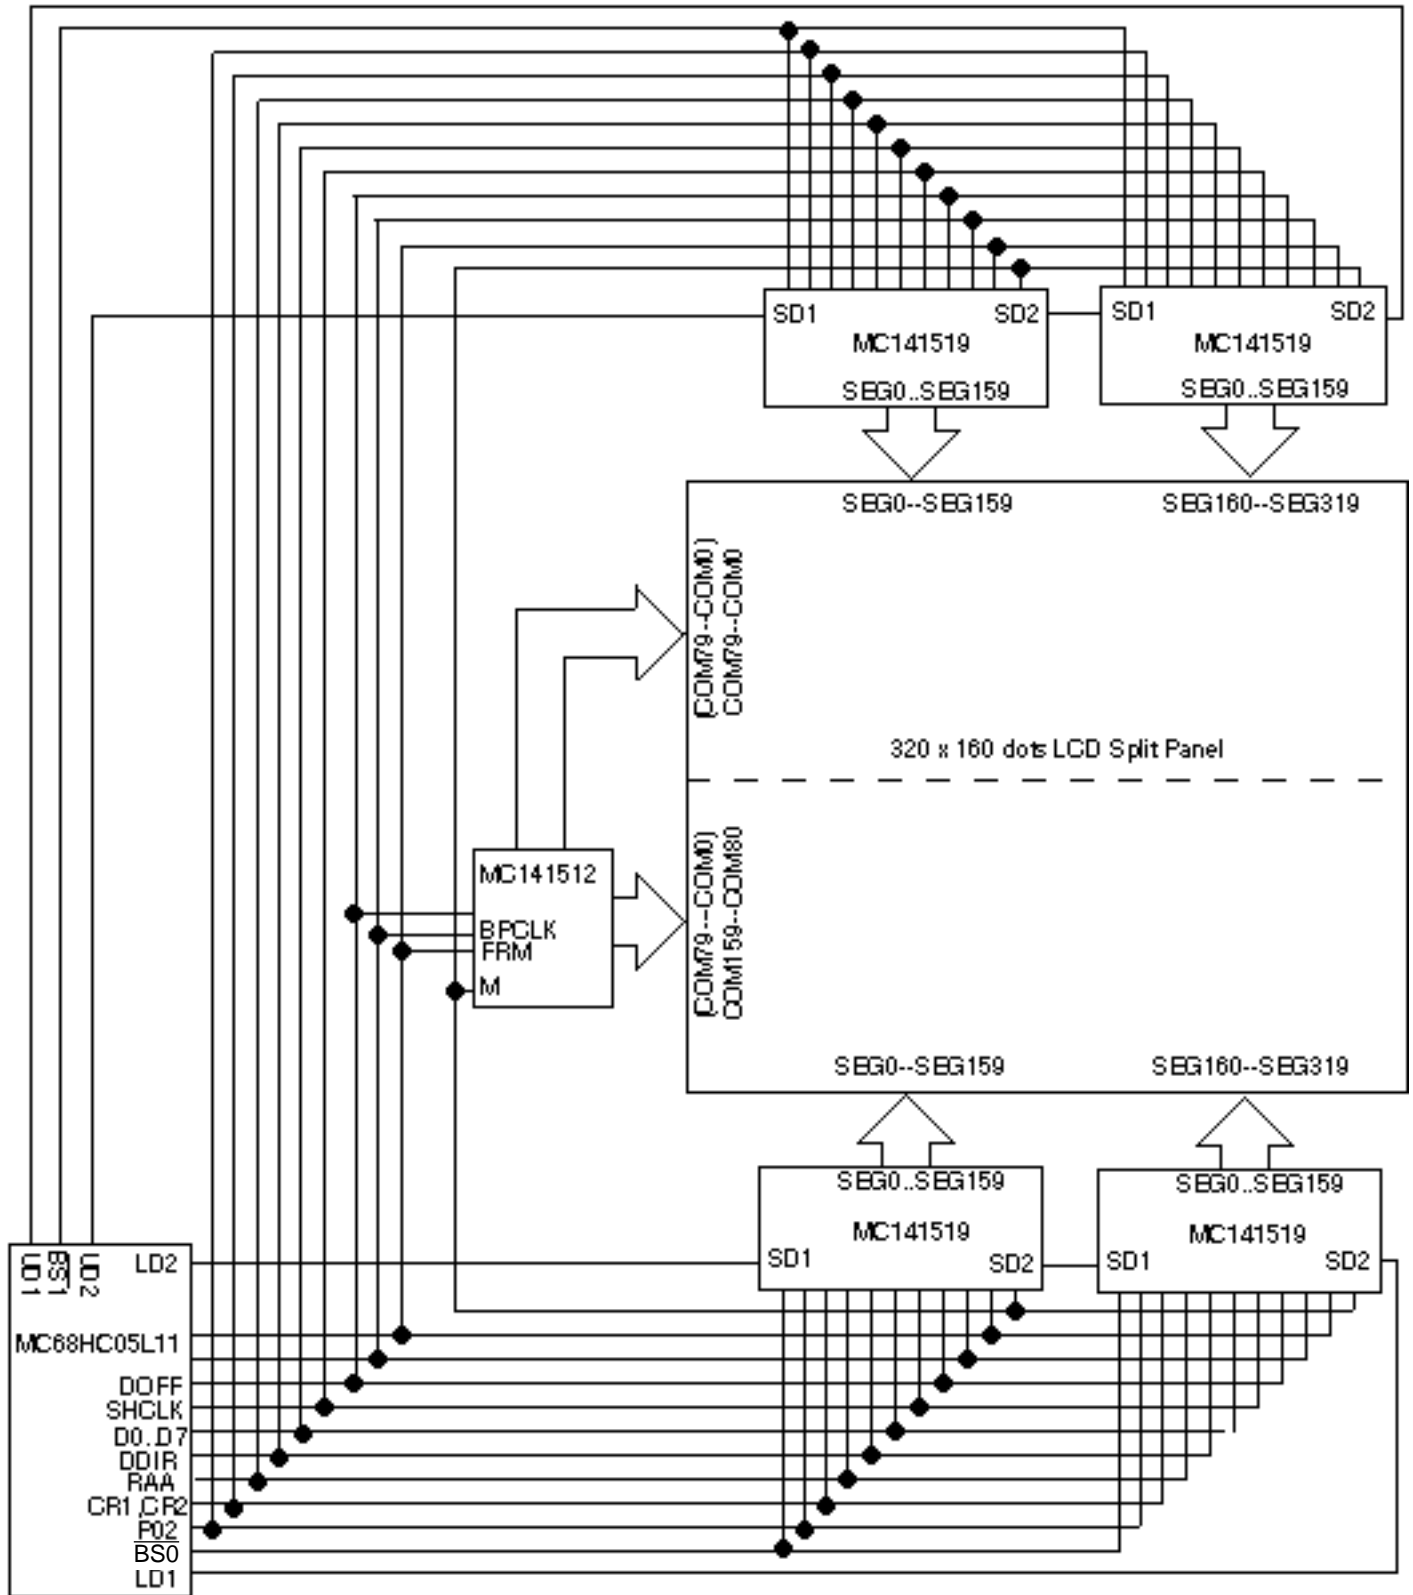 SD1 SD2 SD1 SD2
MC141519 MC141519
SEG0..SEG159 SEG0..SEG159
SEG0--SEG159 SEG160--SEG319
(COM79--COM0)
COM79--COM0
320 x 160 dots LCD Split Panel
MC141512
BPCLK
FRM
M
(COM79--COM0)
COM159--COM80
SEG0--SEG159 SEG160--SEG319
SEG0..SEG159 SEG0..SEG159
MC141519 MC141519
SD1 SD2 SD1 SD2
UD1 BS1 UD2 LD2
MC68HC05L11
DOFF
SHCLK
D0..D7
DDIR
RAA
CR1,CR2
P02
BS0
LD1